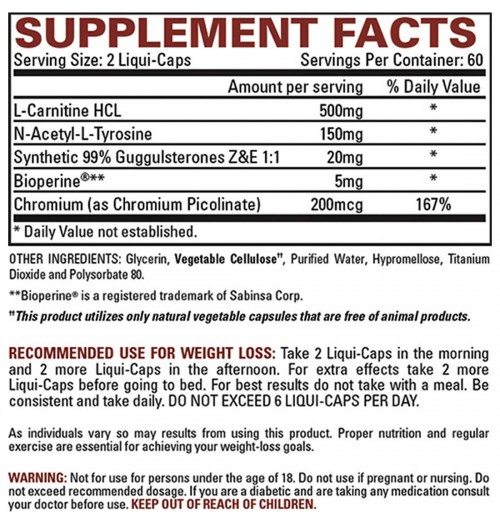 SUPPLEMENT FACTS
Serving Size: 2 Liqui-Caps Servings Per Container: 60
Amount per serving % Daily Value
L-Carnitine HCL 500mg *
N-Acetyl-L-Tyrosine 150mg *
Synthetic 99% Guggulsterones Z&E 1:1 20mg *
Bioperine®** 5mg *
Chromium (as Chromium Picolinate) 200mcg 167%
* Daily Value not established.
OTHER INGREDIENTS: Glycerin, Vegetable Cellulose††, Purified Water, Hypromellose, Titanium
Dioxide and Polysorbate 80.
**Bioperine® is a registered trademark of Sabinsa Corp.
††This product utilizes only natural vegetable capsules that are free of animal products.
RECOMMENDED USE FOR WEIGHT LOSS: Take 2 Liqui-Caps in the morning
and 2 more Liqui-Caps in the afternoon. For extra effects take 2 more
Liqui-Caps before going to bed. For best results do not take with a meal. Be
consistent and take daily. DO NOT EXCEED 6 LIQUI-CAPS PER DAY.
As individuals vary so may results from using this product. Proper nutrition and regular
exercise are essential for achieving your weight-loss goals.
WARNING: Not for use for persons under the age of 18. Do not use if pregnant or nursing. Do
not exceed recommended dosage. If you are a diabetic and are taking any medication consult
your doctor before use. KEEP OUT OF REACH OF CHILDREN.